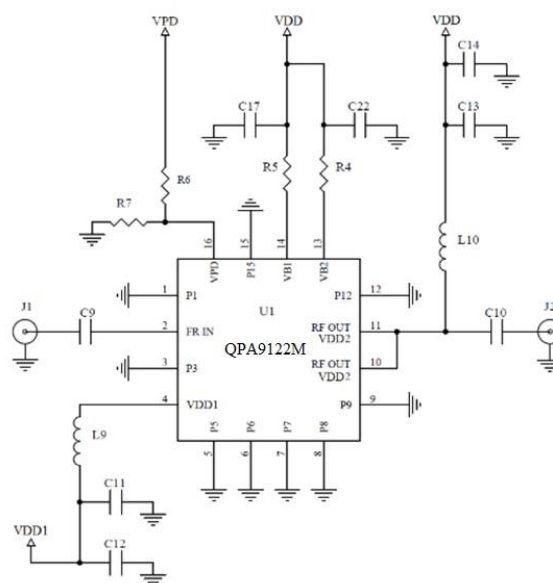 VPD
VDD
VDD
C14
C17
C22
C13
R6
R5
R4
R7
L10
16
15
14
13
VPD
P15
VB1
VB2
J1
C9
1
P1
U1
P12
12
C10
J2
2
FR IN
RF OUT
VDD2
11
QPA9122M
3
P3
RF OUT
VDD2
10
4
VDD1
P9
9
L9
P5
P6
P7
P8
5
6
7
8
C11
VDD1
C12